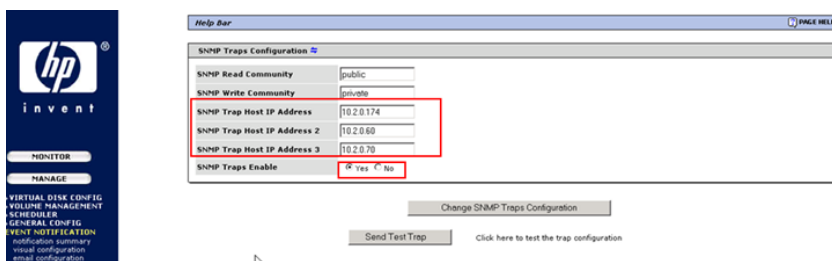 Help Bar
PAGE HEL
hp
®
invent
SNMP Traps Configuration
SNMP Read Community public
SNMP Write Community private
SNMP Trap Host IP Address 10.2.0.174
SNMP Trap Host IP Address 2 10.2.0.60
SNMP Trap Host IP Address 3 10.2.0.70
SNMP Traps Enable Yes No
Change SNMP Traps Configuration
Send Test Trap Click here to test the trap configuration
MONITOR
MANAGE
VIRTUAL DISK CONFIG
VOLUME MANAGEMENT
SCHEDULER
GENERAL CONFIG
EVENT NOTIFICATION
notification summary
visual configuration
email configuration